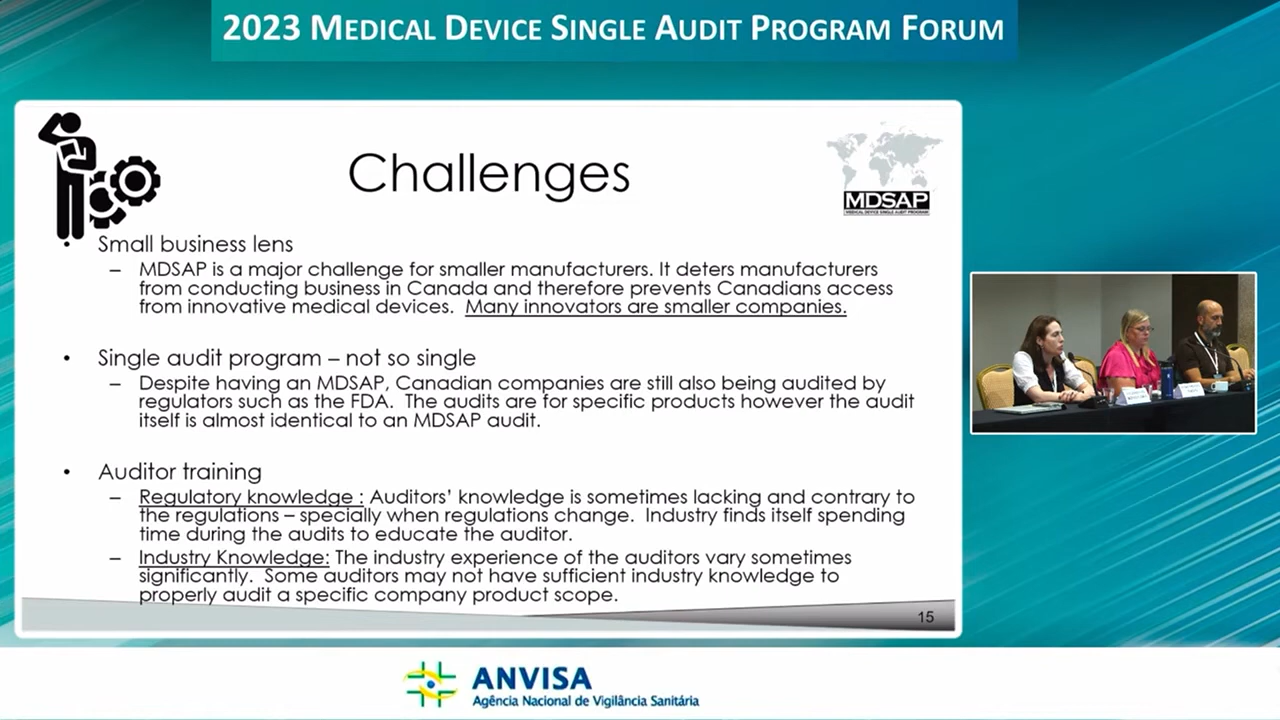 2023 MEDICAL DEVICE SINGLE AUDIT PROGRAM FORUM
Challenges
MDSAP
MEDICAL DEVICE SINGLE AUDIT PROGRAM
• Small business lens
– MDSAP is a major challenge for smaller manufacturers. It deters manufacturers
from conducting business in Canada and therefore prevents Canadians access
from innovative medical devices. Many innovators are smaller companies.
• Single audit program – not so single
– Despite having an MDSAP, Canadian companies are still also being audited by
regulators such as the FDA. The audits are for specific products however the audit
itself is almost identical to an MDSAP audit.
• Auditor training
– Regulatory knowledge : Auditors' knowledge is sometimes lacking and contrary to
the regulations – specially when regulations change. Industry finds itself spending
time during the audits to educate the auditor.
– Industry Knowledge: The industry experience of the auditors vary sometimes
significantly. Some auditors may not have sufficient industry knowledge to
properly audit a specific company product scope.
15
ANVISA
Agência Nacional de Vigilância Sanitária